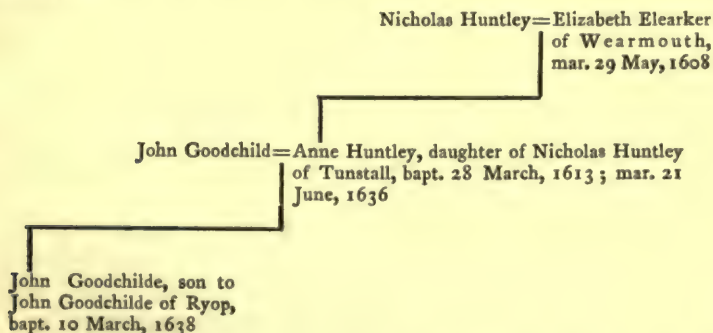 Nicholas Huntley=Elizabeth Elearker
of Wearmouth,
mar. 29 May, 1608
John Goodchild=Anne Huntley, daughter of Nicholas Huntley
of Tunstall, bapt. 28 March, 1613; mar. 21
June, 1636
John Goodchilde, son to
John Goodchilde of Ryop,
bapt. 10 March, 1638